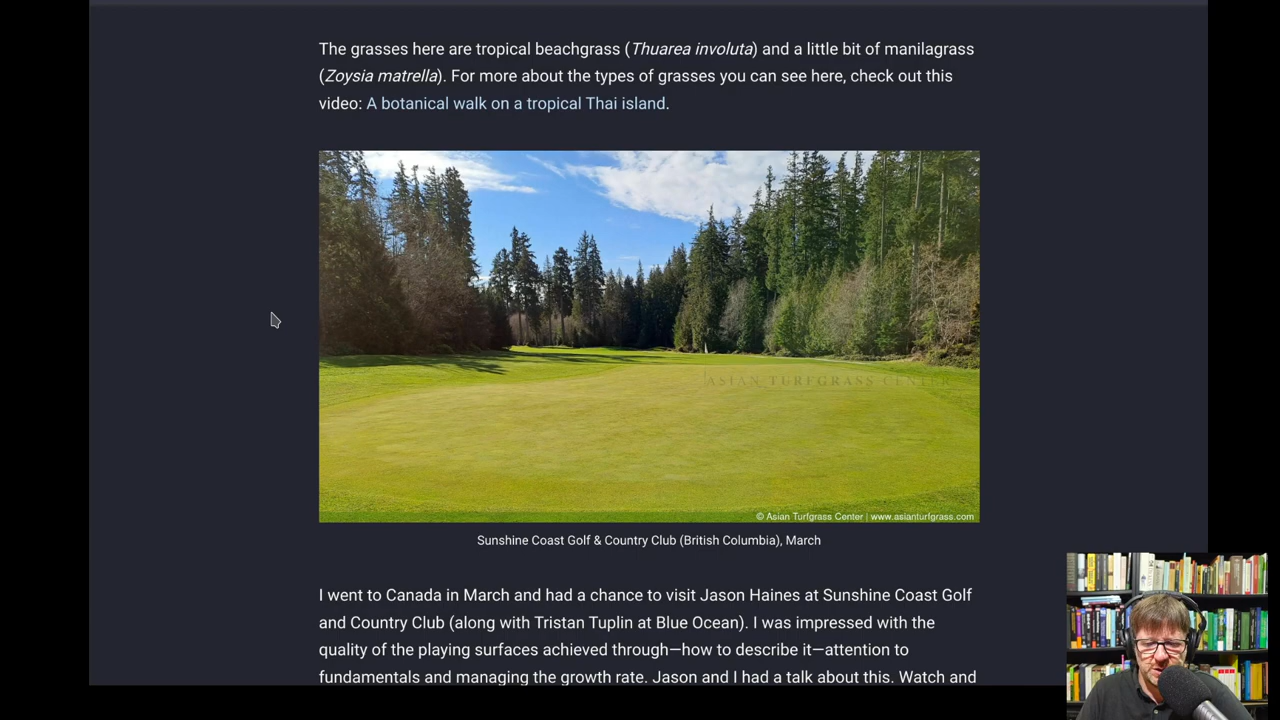 The grasses here are tropical beachgrass (Thuarea involuta) and a little bit of manilagrass
(Zoysia matrella). For more about the types of grasses you can see here, check out this
video: A botanical walk on a tropical Thai island.
ASIAN TURFGRASS CENTER
© Asian Turfgrass Center | www.asianturfgrass.com
Sunshine Coast Golf & Country Club (British Columbia), March
I went to Canada in March and had a chance to visit Jason Haines at Sunshine Coast Golf
and Country Club (along with Tristan Tuplin at Blue Ocean). I was impressed with the
quality of the playing surfaces achieved through—how to describe it—attention to
fundamentals and managing the growth rate. Jason and I had a talk about this. Watch and